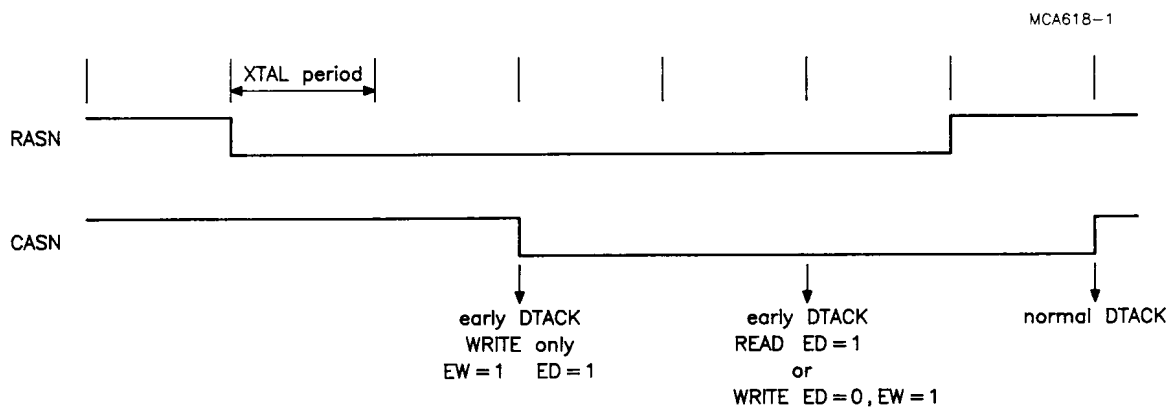 MCA618-1
XTAL period
RASN
CASN
early DTACK
WRITE only
EW = 1 ED = 1
early DTACK
READ ED = 1
or
WRITE ED = 0, EW = 1
normal DTACK